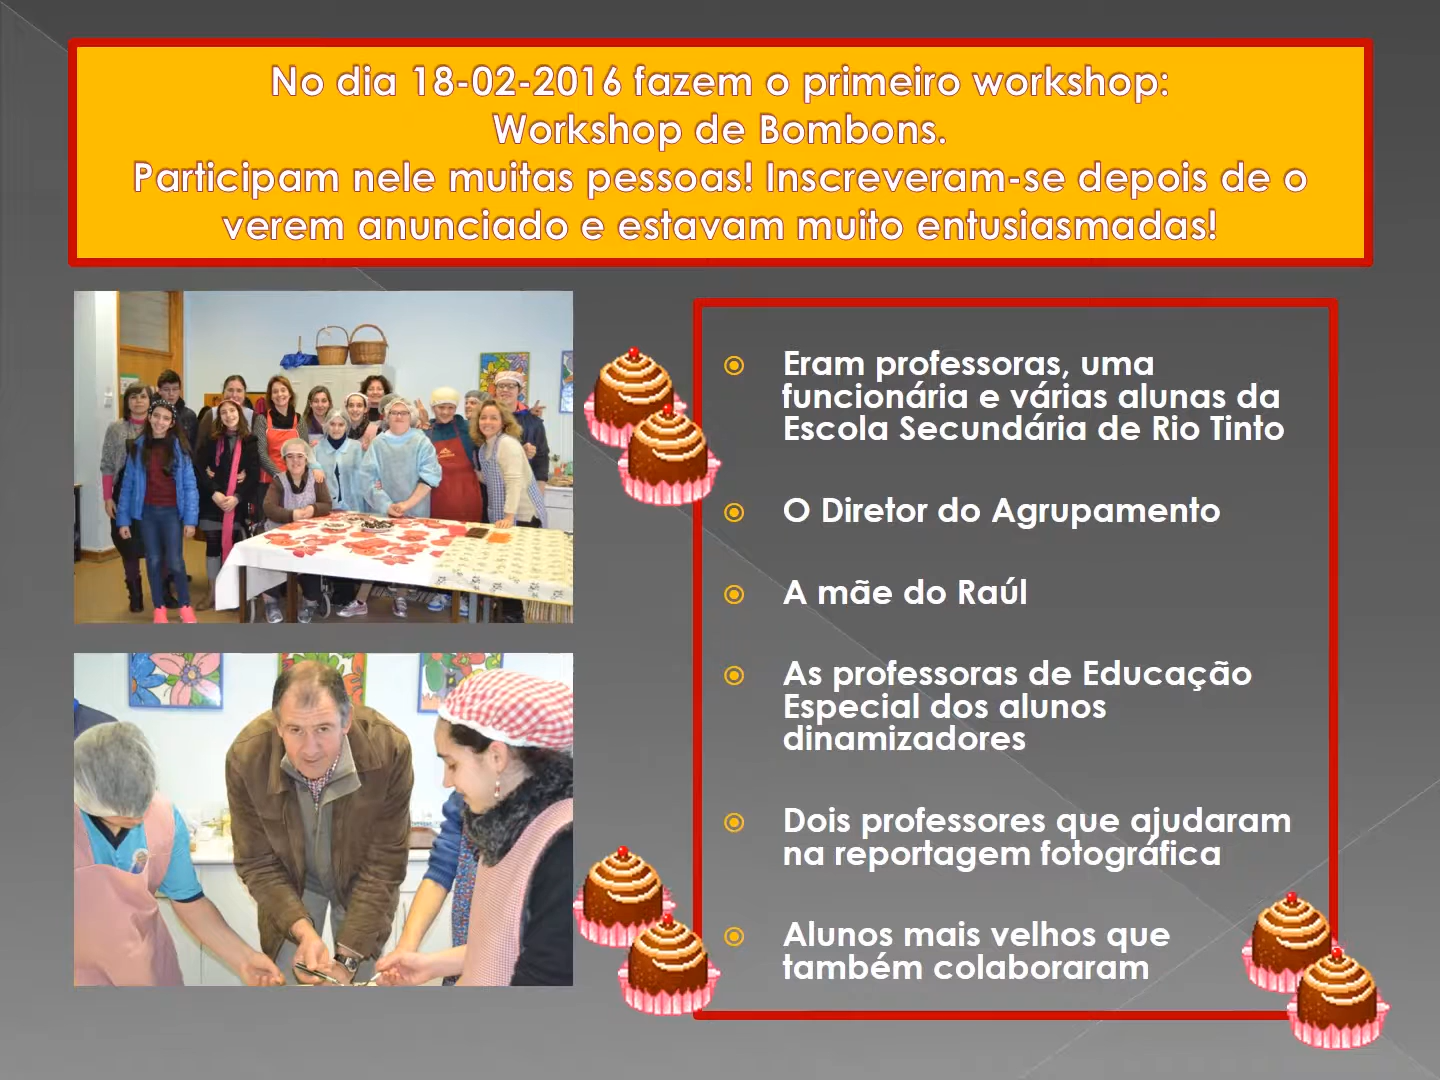 No dia 18-02-2016 fazem o primeiro workshop:
Workshop de Bombons.
Participam nele muitas pessoas! Inscreveram-se depois de o
verem anunciado e estavam muito entusiasmadas!
Eram professoras, uma
funcionária e várias alunas da
Escola Secundária de Rio Tinto
O Diretor do Agrupamento
A mãe do Raúl
As professoras de Educação
Especial dos alunos
dinamizadores
Dois professores que ajudaram
na reportagem fotográfica
Alunos mais velhos que
também colaboraram